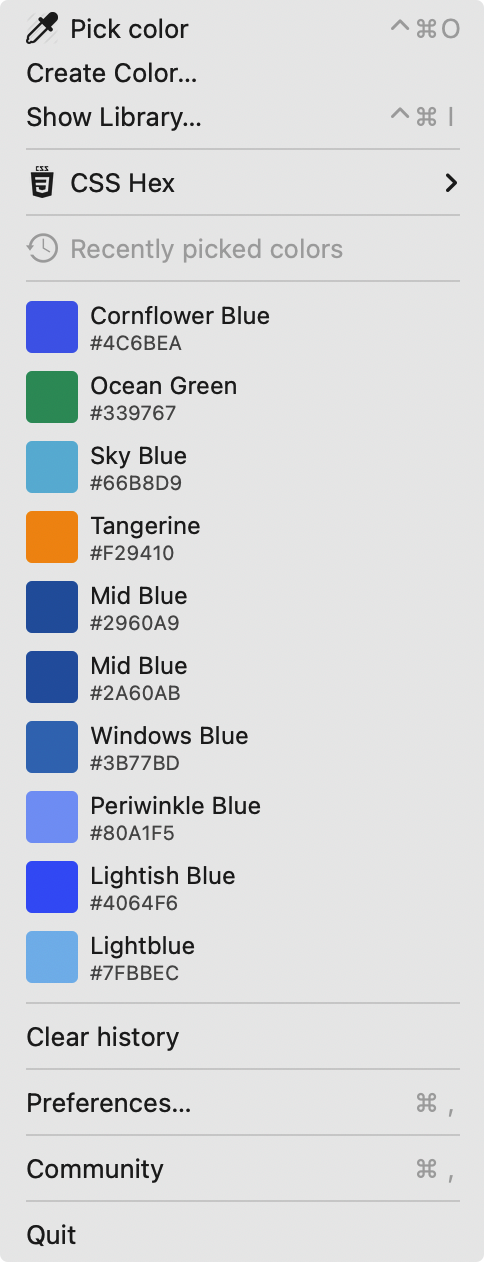 Pick color ^⌘O
Create Color...
Show Library... ^⌘ I
CSS
CSS Hex
Recently picked colors
Cornflower Blue
#4C6BEA
Ocean Green
#339767
Sky Blue
#66B8D9
Tangerine
#F29410
Mid Blue
#2960A9
Mid Blue
#2A60AB
Windows Blue
#3B77BD
Periwinkle Blue
#80A1F5
Lightish Blue
#4064F6
Lightblue
#7FBBEC
Clear history
Preferences... ⌘ ,
Community ⌘ ,
Quit